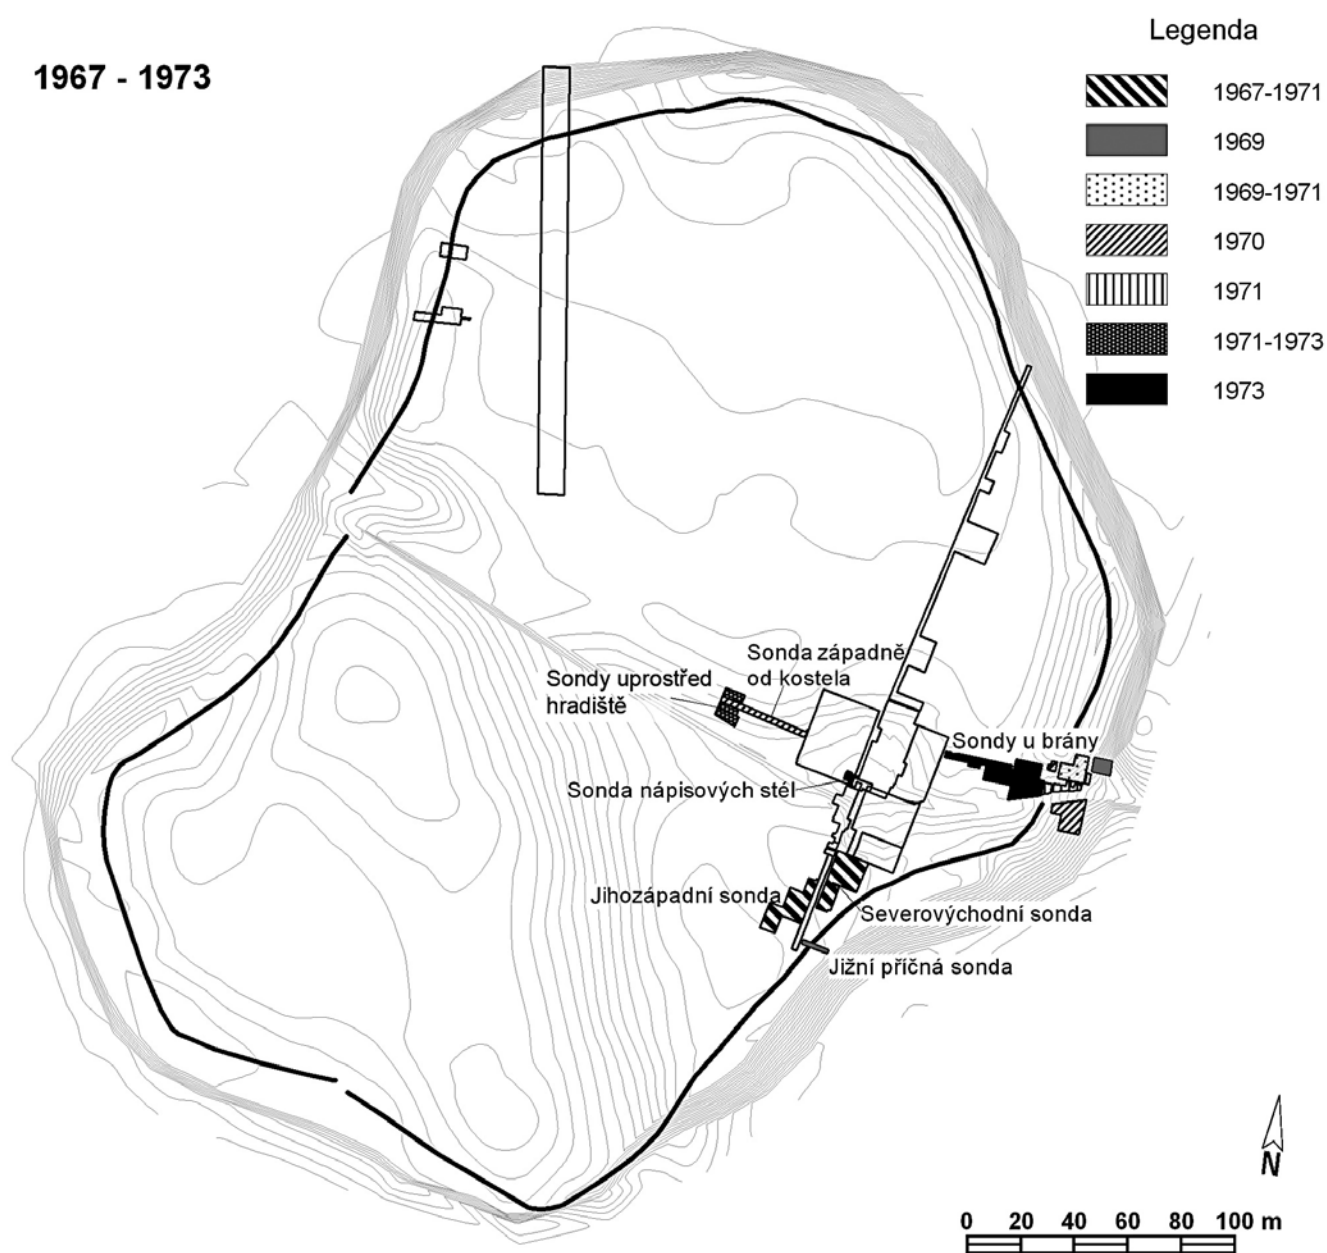 1967 - 1973
Legenda
1967-1971
1969
1969-1971
1970
1971
1971-1973
1973
Sonda západně
od kostela
Sondy uprostřed
hradiště
Sondy u brány
Sonda nápisových stél
Jihozápadní sonda
Severovýchodní sonda
Jižní příčná sonda
N
0 20 40 60 80 100 m